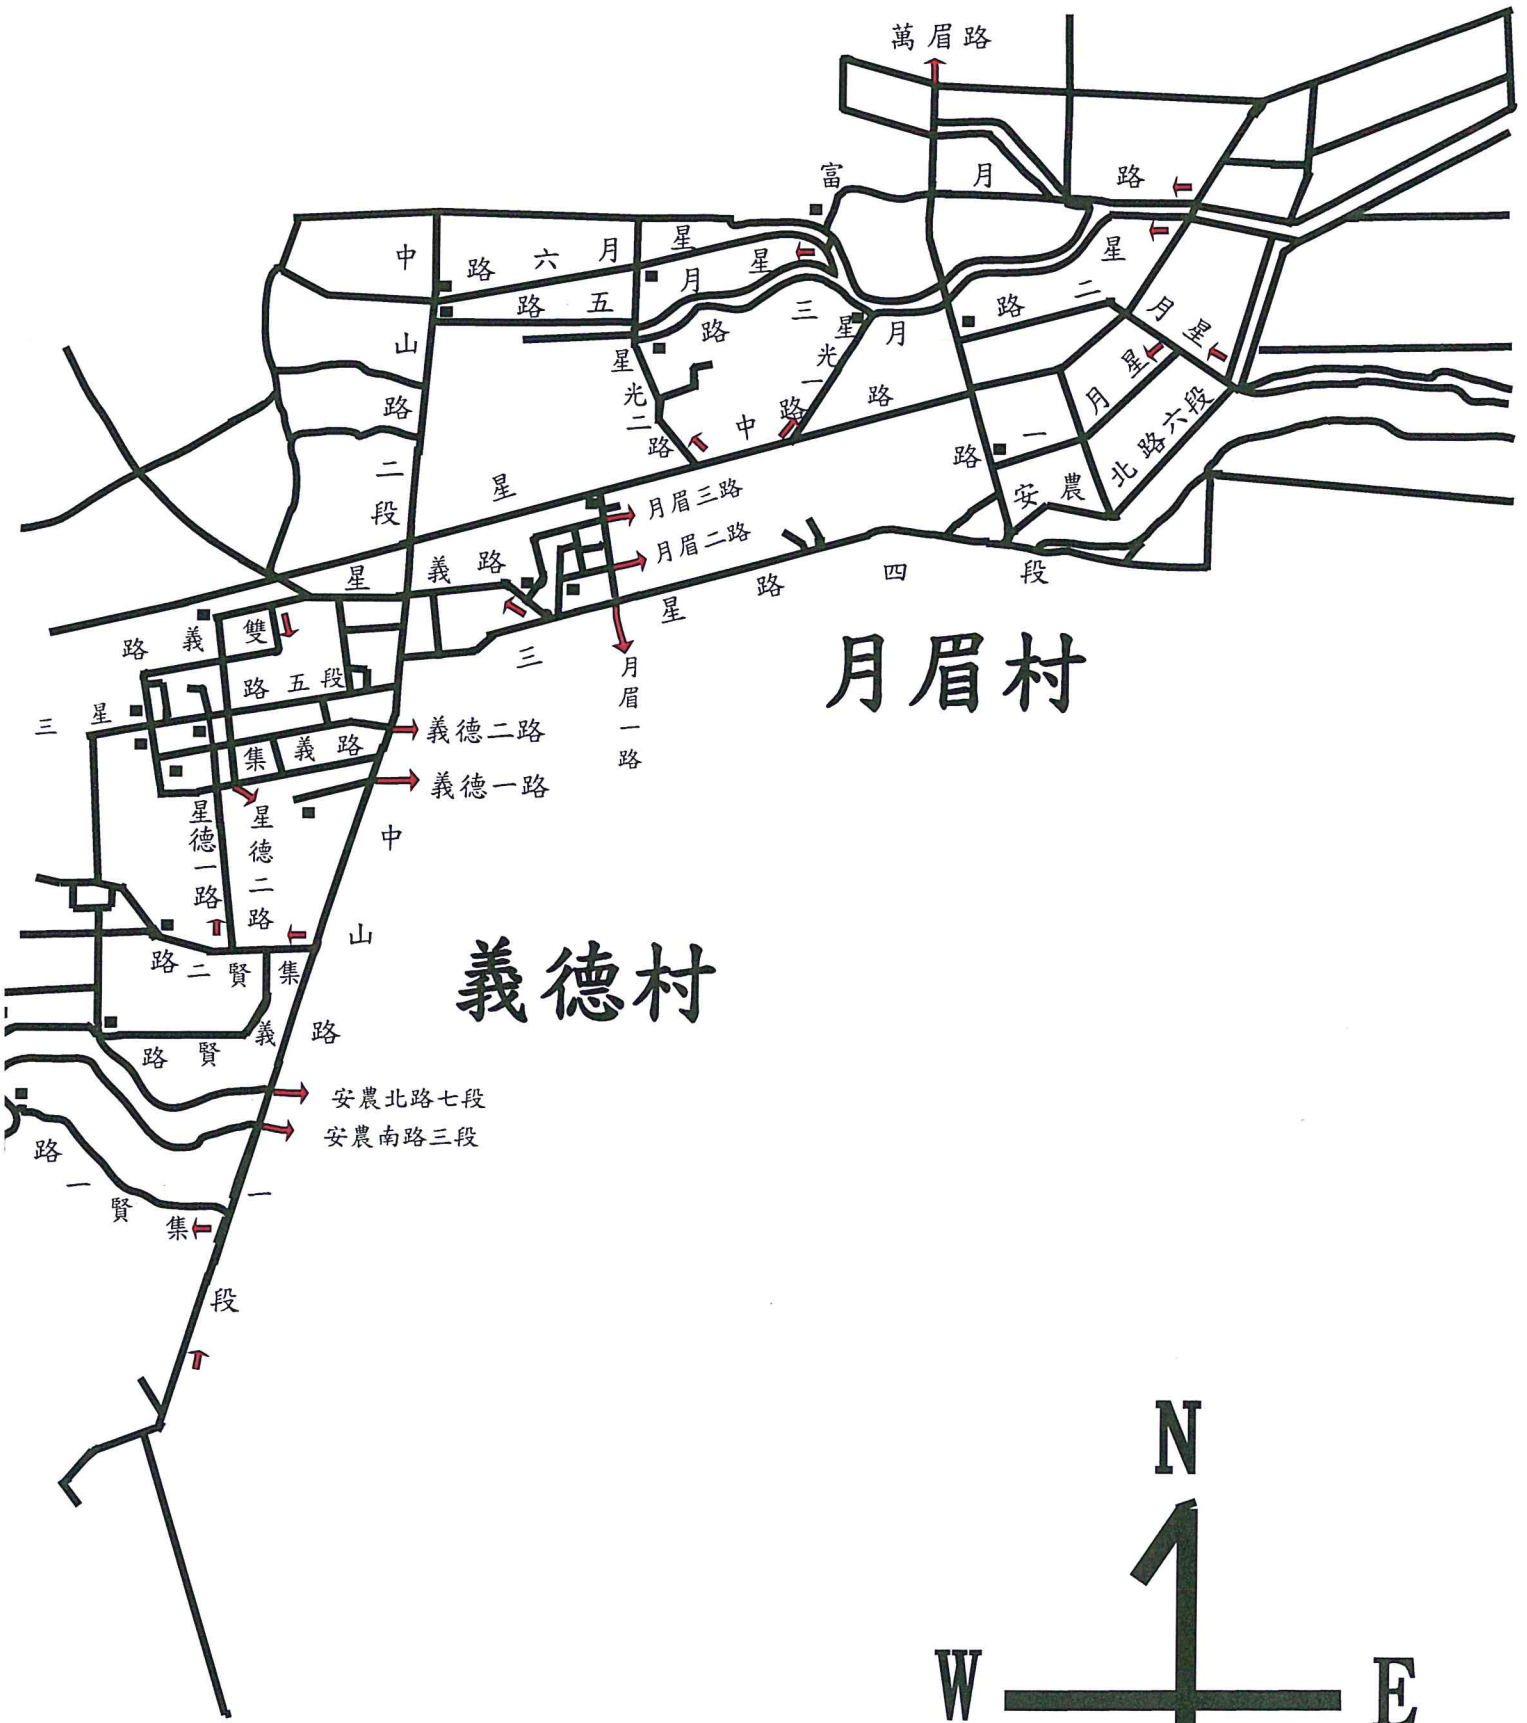 萬眉路
富月路
中山路二段
星月六路
星月五路
星月三路
星月二路
星月一路
星光二路
星光一路
星中路
月眉路
安農北路六段
月眉三路
月眉二路
月眉一路
星義路
三星路四段
月眉村
雙義路
三星路五段
集義路
義德二路
義德一路
星德一路
星德二路
中山路一段
集賢二路
義賢路
義德村
安農北路七段
安農南路三段
集賢一路
N
W
E